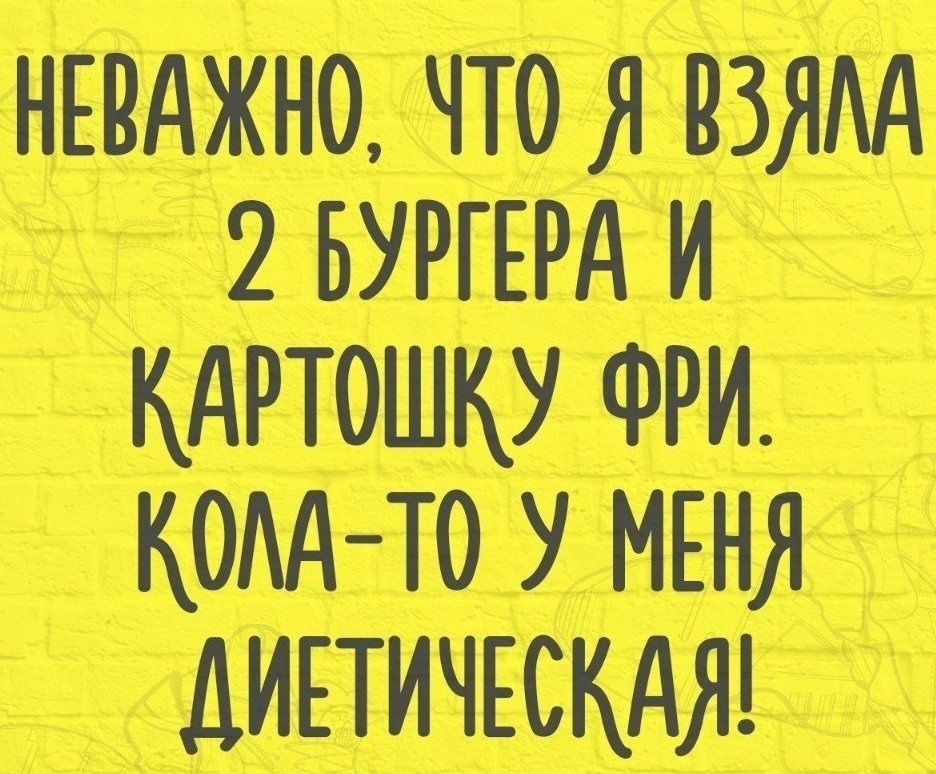 НЕВАЖНО, ЧТО Я ВЗЯЛА
2 БУРГЕРА И
КАРТОШКУ ФРИ.
КОЛА-ТО У МЕНЯ
ДИЕТИЧЕСКАЯ!